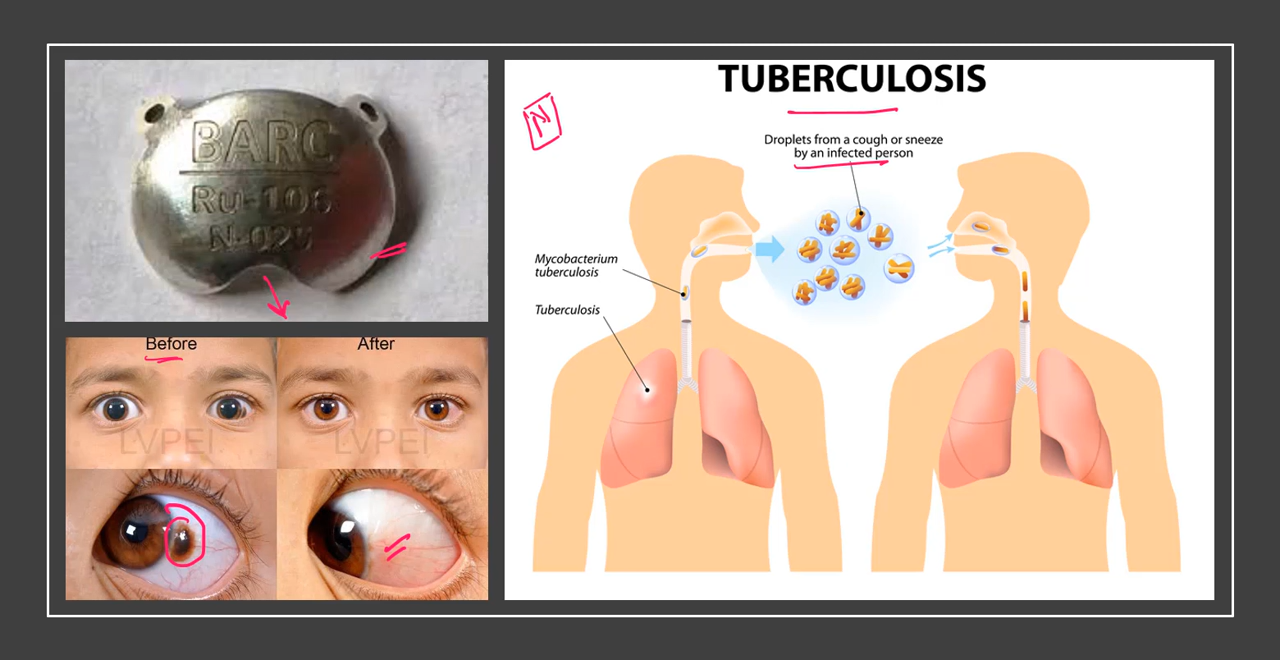 BARC
Ru-106
N-025
Before
After
LVPEI
LVPEI
TUBERCULOSIS
N
Droplets from a cough or sneeze
by an infected person
Mycobacterium
tuberculosis
Tuberculosis